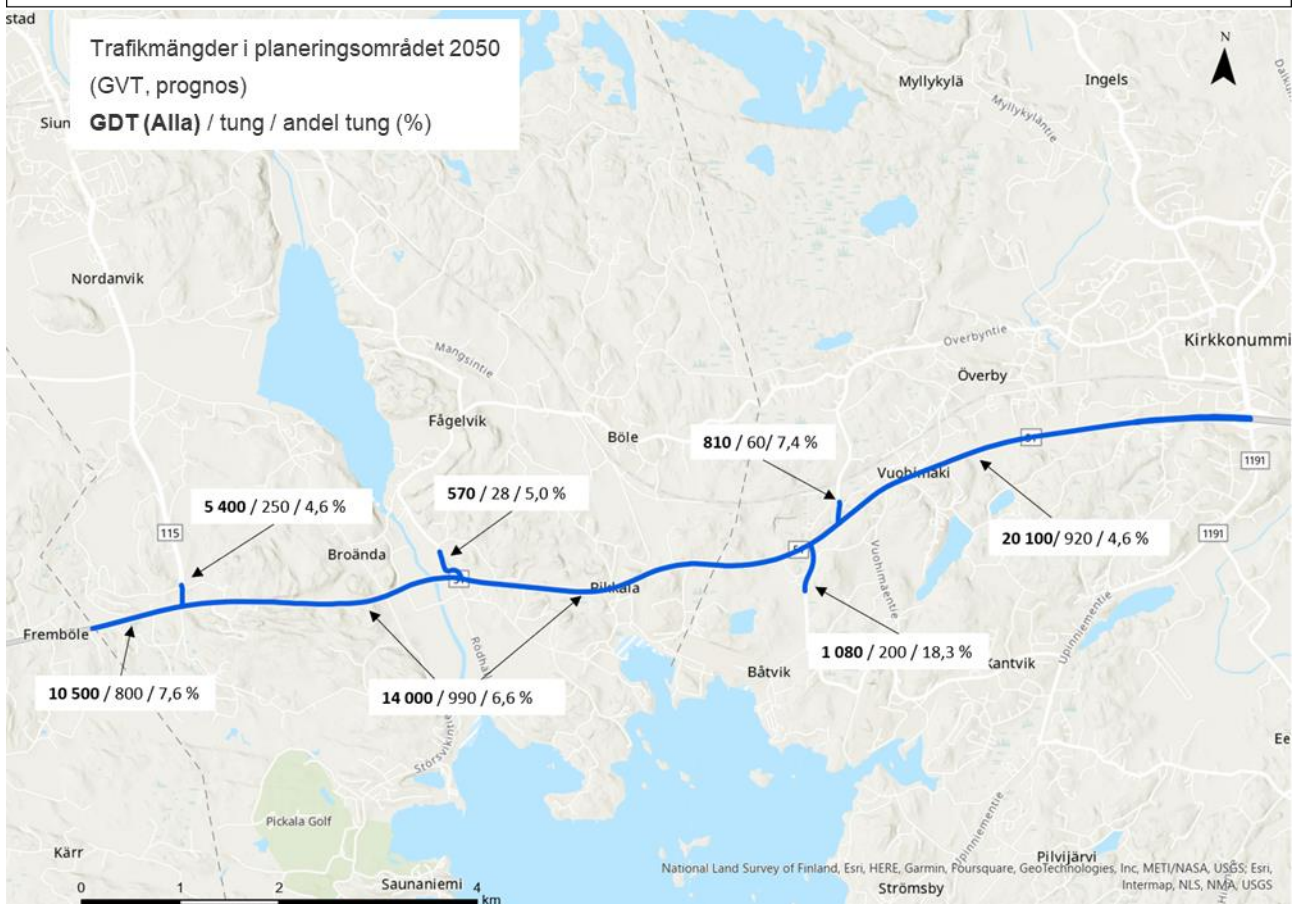 stad
Trafikmängder i planeringsområdet 2050
(GVT, prognos)
GDT (Alla) / tung / andel tung (%)
N
Myllykylä
Ingels
Myllykyläntie
Siun
Nordanvik
Mangsintie
Överbyntie
Kirkkonummi
Överby
Fågelvik
Böle
810 / 60/ 7,4 %
51
1191
Vuohimäki
570 / 28 / 5,0 %
5 400 / 250 / 4,6 %
115
20 100/ 920 / 4,6 %
1191
Broända
51
51
Vuohimäentie
Pikkala
Upinniementie
Fremböle
1 080 / 200 / 18,3 %
Kantvik
Båtvik
10 500 / 800 / 7,6 %
14 000 / 990 / 6,6 %
Störsvikintie
Ee
Pickala Golf
Upinniementie
Kärr
Pilvijärvi
National Land Survey of Finland, Esri, HERE, Garmin, Foursquare, GeoTechnologies, Inc, METI/NASA, USGS; Esri,
Intermap, NLS, NMA, USGS
0 1 2 4
km
Saunaniemi
Strömsby